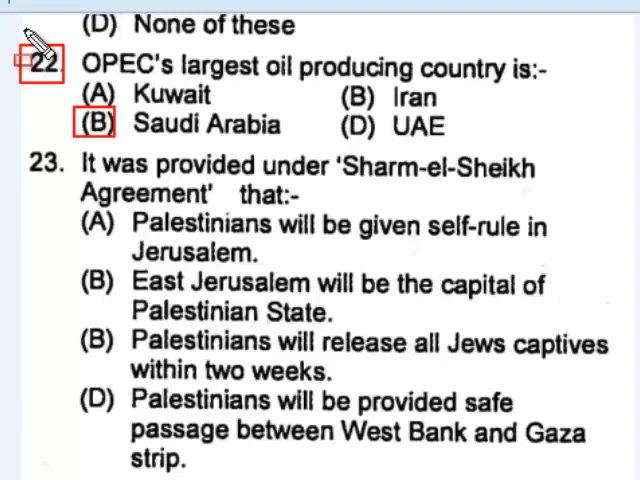 (D) None of these
22. OPEC's largest oil producing country is:-
(A) Kuwait (B) Iran
(B) Saudi Arabia (D) UAE
23. It was provided under 'Sharm-el-Sheikh
Agreement' that:-
(A) Palestinians will be given self-rule in
Jerusalem.
(B) East Jerusalem will be the capital of
Palestinian State.
(B) Palestinians will release all Jews captives
within two weeks.
(D) Palestinians will be provided safe
passage between West Bank and Gaza
strip.